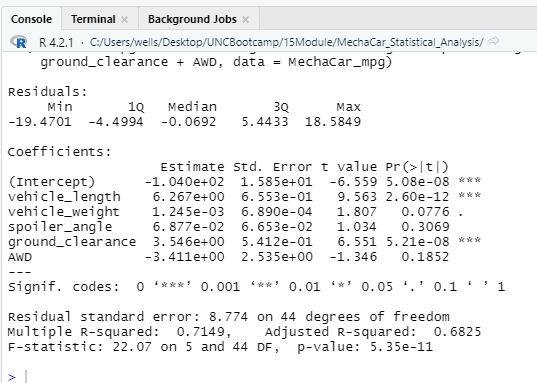 Console Terminal × Background Jobs ×
R 4.2.1 · C:/Users/wells/Desktop/UNCBootcamp/15Module/MechaCar_Statistical_Analysis/
ground_clearance + AWD, data = MechaCar_mpg)
Residuals:
Min 1Q Median 3Q Max
-19.4701 -4.4994 -0.0692 5.4433 18.5849
Coefficients:
Estimate Std. Error t value Pr(>|t|)
(Intercept) -1.040e+02 1.585e+01 -6.559 5.08e-08 ***
vehicle_length 6.267e+00 6.553e-01 9.563 2.60e-12 ***
vehicle_weight 1.245e-03 6.890e-04 1.807 0.0776 .
spoiler_angle 6.877e-02 6.653e-02 1.034 0.3069
ground_clearance 3.546e+00 5.412e-01 6.551 5.21e-08 ***
AWD -3.411e+00 2.535e+00 -1.346 0.1852
---
Signif. codes: 0 ‘***’ 0.001 ‘**’ 0.01 ‘*’ 0.05 ‘.’ 0.1 ‘ ’ 1
Residual standard error: 8.774 on 44 degrees of freedom
Multiple R-squared: 0.7149, Adjusted R-squared: 0.6825
F-statistic: 22.07 on 5 and 44 DF, p-value: 5.35e-11
>